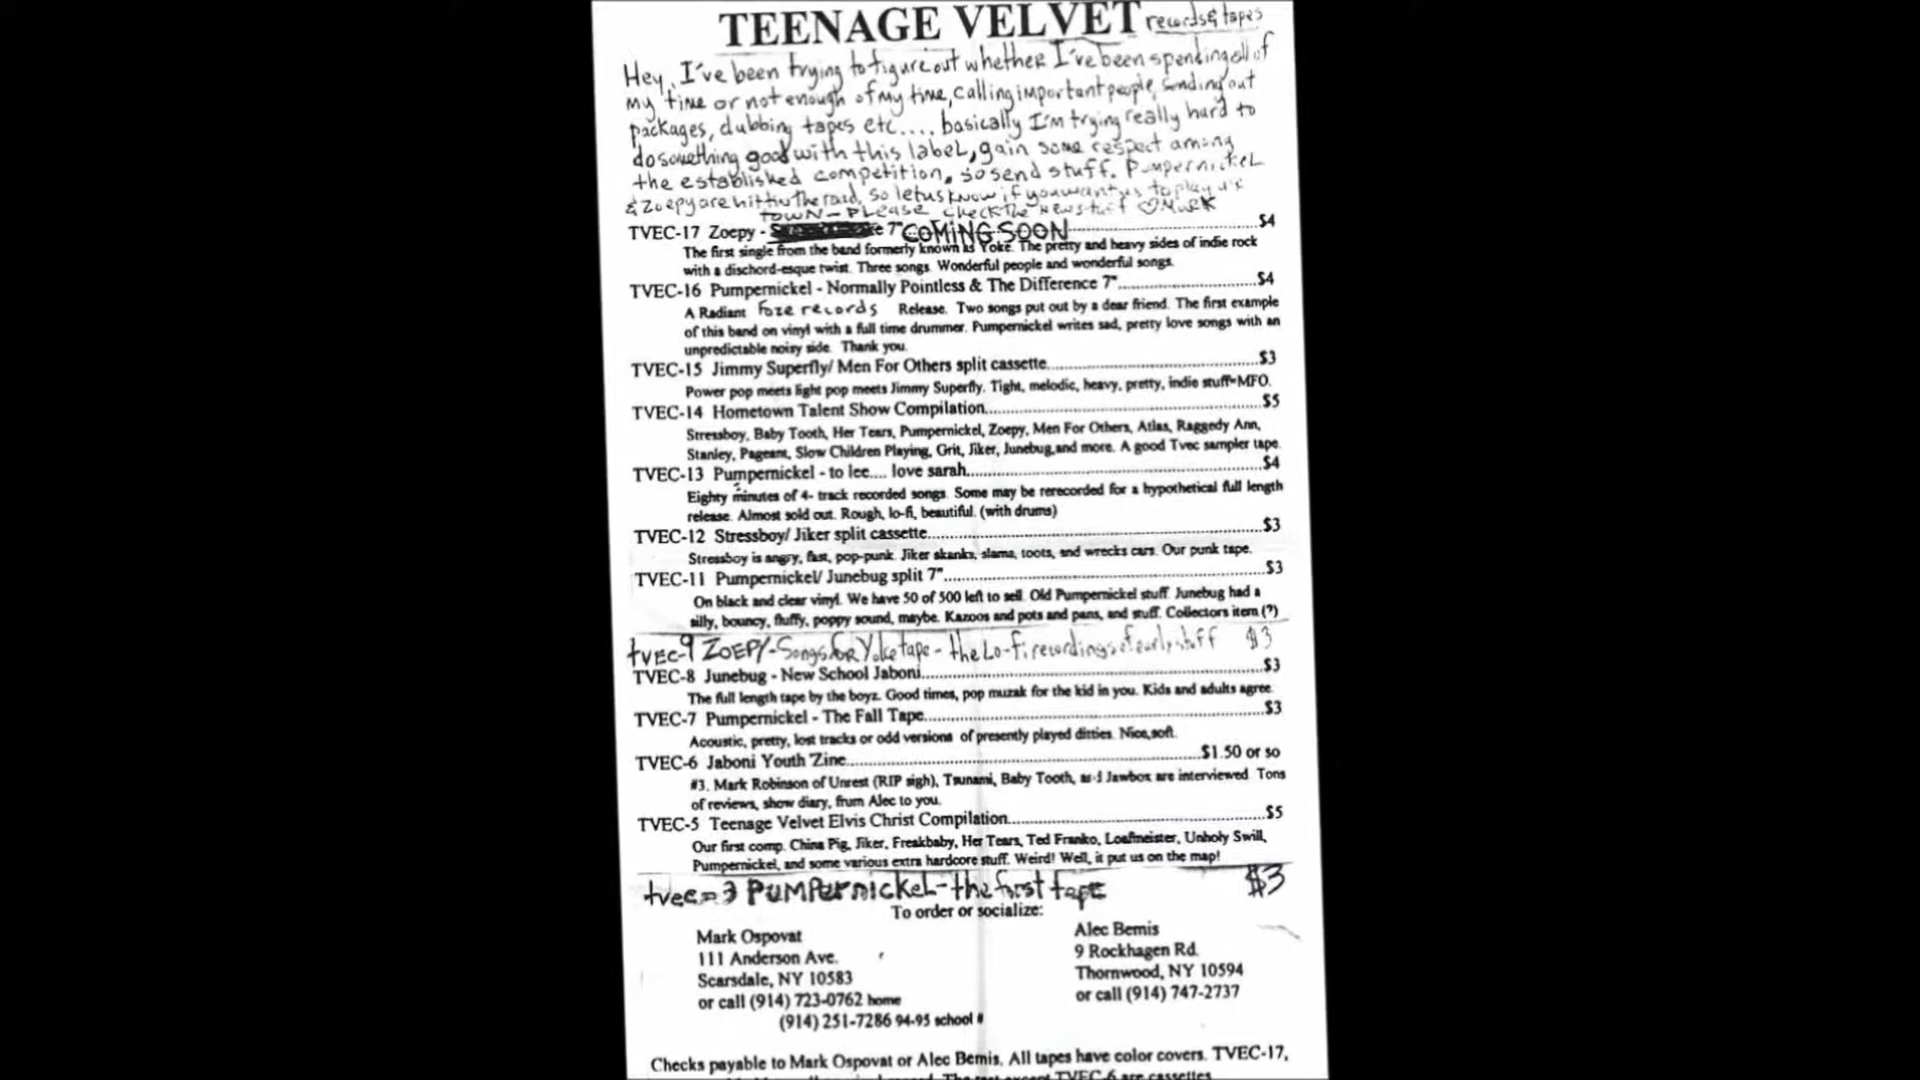 TEENAGE VELVET records & tapes
Hey, I've been trying to figure out whether I've been spending all of
my time or not enough of my time, calling important people, sending out
packages, dubbing tapes etc.... basically I'm trying really hard to
do something good with this label, gain some respect among
the established competition, so send stuff. Pumpernickel
& Zoepy are hittin the road, so let us know if you want us to play ur
town - PLease check the new stuff ♡ Mark
TVEC-17 Zoepy - 7" COMING SOON $4
The first single from the band formerly known as Yoke. The pretty and heavy sides of indie rock
with a dischord-esque twist. Three songs. Wonderful people and wonderful songs.
TVEC-16 Pumpernickel - Normally Pointless & The Difference 7"..................................$4
A Radiant Foze records Release. Two songs put out by a dear friend. The first example
of this band on vinyl with a full time drummer. Pumpernickel writes sad, pretty love songs with an
unpredictable noisy side. Thank you.
TVEC-15 Jimmy Superfly/ Men For Others split cassette..................................$3
Power pop meets light pop meets Jimmy Superfly. Tight, melodic, heavy, pretty, indie stuff=MFO.
TVEC-14 Hometown Talent Show Compilation..................................$5
Stressboy, Baby Tooth, Her Tears, Pumpernickel, Zoepy, Men For Others, Atlas, Raggedy Ann,
Stanley, Pageant, Slow Children Playing, Grit, Jiker, Junebug,and more. A good Tvec sampler tape.
TVEC-13 Pumpernickel - to lee.... love sarah..................................$4
Eighty minutes of 4- track recorded songs. Some may be rerecorded for a hypothetical full length
release. Almost sold out. Rough, lo-fi, beautiful. (with drums)
TVEC-12 Stressboy/ Jiker split cassette..................................$3
Stressboy is angry, fast, pop-punk. Jiker skanks, slams, toots, and wrecks cars. Our punk tape.
TVEC-11 Pumpernickel/ Junebug split 7"..................................$3
On black and clear vinyl. We have 50 of 500 left to sell. Old Pumpernickel stuff. Junebug had a
silly, bouncy, fluffy, poppy sound, maybe. Kazoos and pots and pans, and stuff. Collectors item (?)
tvec-9 ZOEPY-Songs for Yoke tape - the Lo-fi recordings of early stuff $3
TVEC-8 Junebug - New School Jaboni..................................$3
The full length tape by the boyz. Good times, pop muzak for the kid in you. Kids and adults agree.
TVEC-7 Pumpernickel - The Fall Tape..................................$3
Acoustic, pretty, lost tracks or odd versions of presently played ditties. Nice,soft.
TVEC-6 Jaboni Youth 'Zine..................................$1.50 or so
#3. Mark Robinson of Unrest (RIP sigh), Tsunami, Baby Tooth, and Jawbox are interviewed. Tons
of reviews, show diary, frum Alec to you.
TVEC-5 Teenage Velvet Elvis Christ Compilation..................................$5
Our first comp. China Pig, Jiker, Freakbaby, Her Tears, Ted Franko, Loafmeister, Unholy Swill,
Pumpernickel, and some various extra hardcore stuff. Weird! Well, it put us on the map!
tvec-3 PUMPernickeL - the first tape $3
To order or socialize:
Mark Ospovat
111 Anderson Ave.
Scarsdale, NY 10583
or call (914) 723-0762 home
(914) 251-7286 94-95 school #
Alec Bemis
9 Rockhagen Rd.
Thornwood, NY 10594
or call (914) 747-2737
Checks payable to Mark Ospovat or Alec Bemis. All tapes have color covers. TVEC-17,
The rest except TVEC-6 are cassettes.